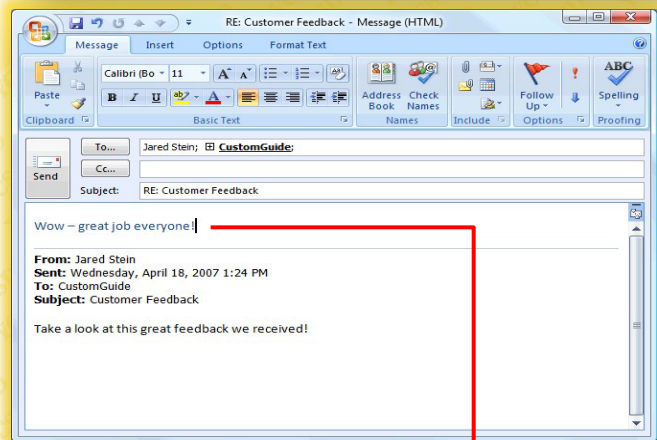 RE: Customer Feedback - Message (HTML)
Message Insert Options Format Text
Paste
Calibri (Bo 11 A A
B I U ab A
Address Book
Check Names
Follow Up
ABC
Spelling
Clipboard Basic Text Names Include Options Proofing
Send
To... Jared Stein; CustomGuide;
Cc...
Subject: RE: Customer Feedback
Wow – great job everyone!
From: Jared Stein
Sent: Wednesday, April 18, 2007 1:24 PM
To: CustomGuide
Subject: Customer Feedback
Take a look at this great feedback we received!